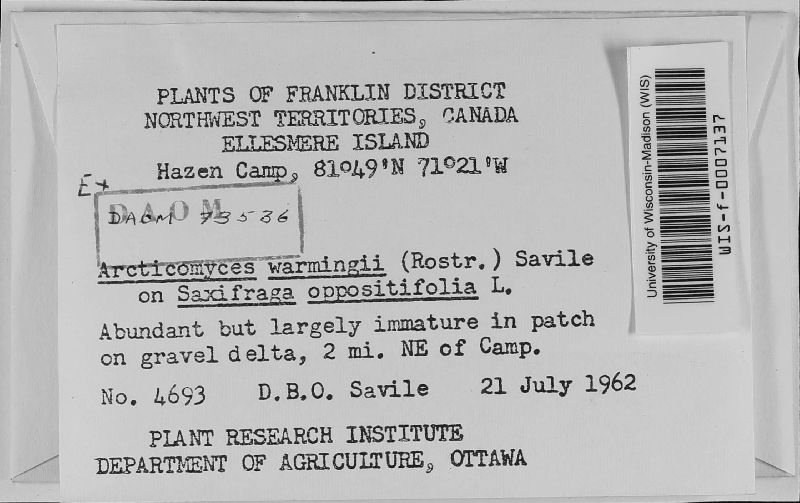 PLANTS OF FRANKLIN DISTRICT
NORTHWEST TERRITORIES, CANADA
ELLESMERE ISLAND
Hazen Camp, 81°49'N 71°21'W
Ex
D A O M
DAOM 73536
Arcticomyces warmingii (Rostr.) Savile
on Saxifraga oppositifolia L.
Abundant but largely immature in patch
on gravel delta, 2 mi. NE of Camp.
No. 4693 D.B.O. Savile 21 July 1962
PLANT RESEARCH INSTITUTE
DEPARTMENT OF AGRICULTURE, OTTAWA
University of Wisconsin-Madison (WIS)
WIS-f-0007137